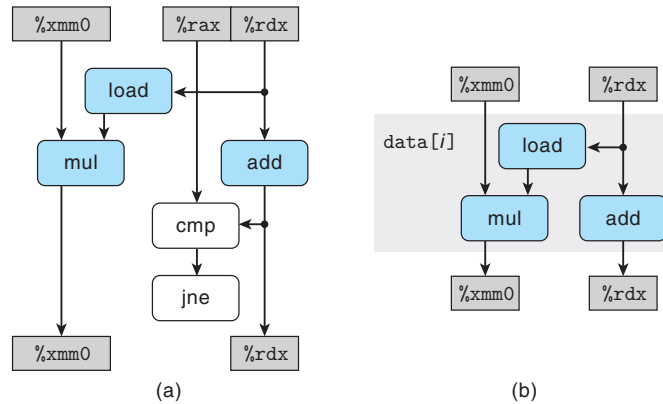 %xmm0 %rax %rdx
load
mul add
cmp
jne
%xmm0 %rdx
(a)
%xmm0 %rdx
data[i] load
mul add
%xmm0 %rdx
(b)